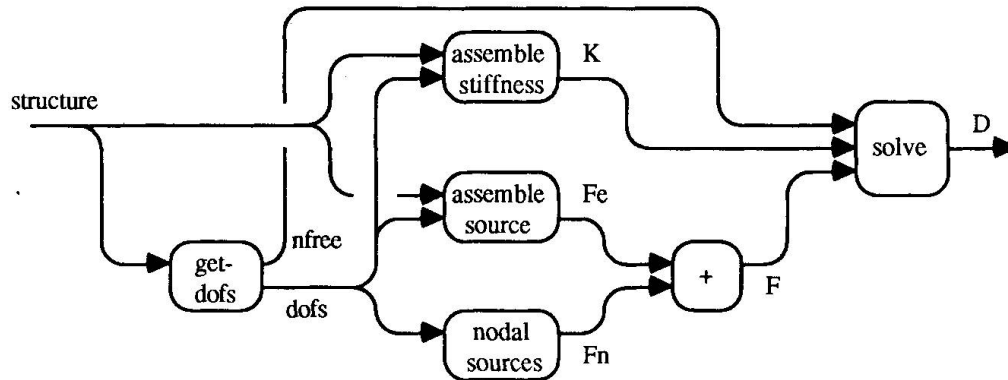 structure
get-
dofs
nfree
dofs
assemble
stiffness
K
assemble
source
Fe
nodal
sources
Fn
+
F
solve
D